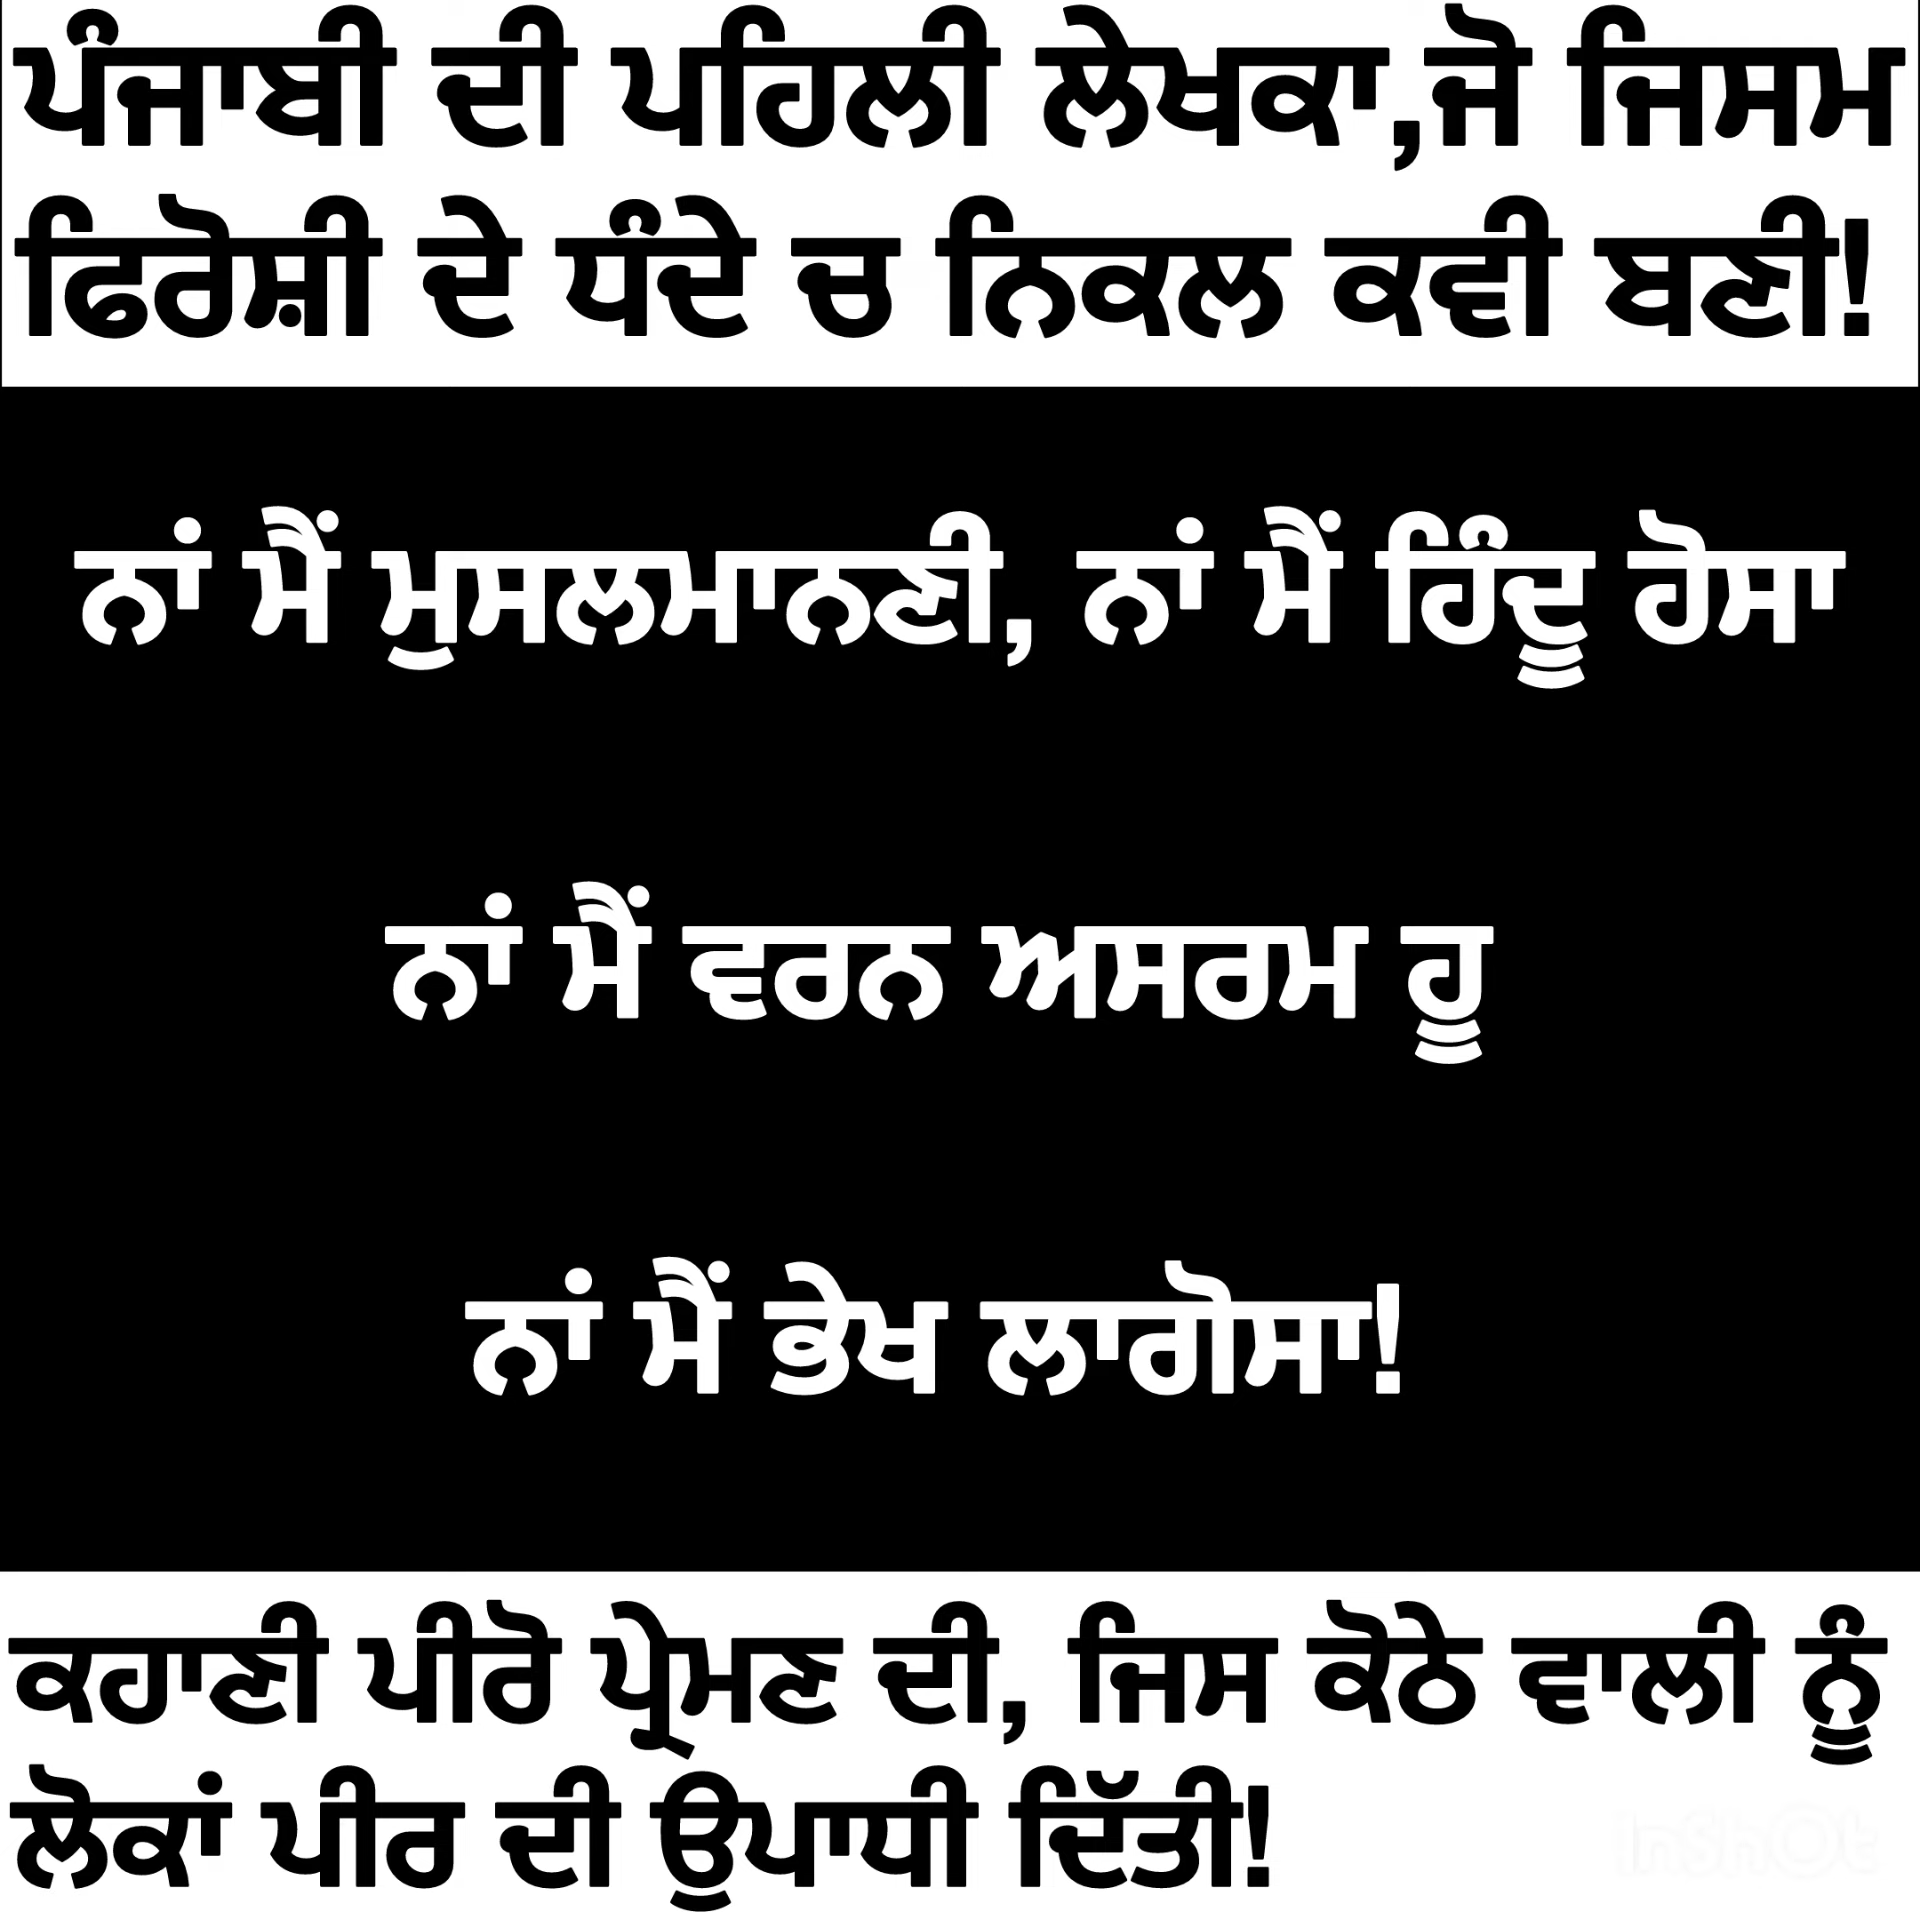 ਪੰਜਾਬੀ ਦੀ ਪਹਿਲੀ ਲੇਖਕਾ,ਜੋ ਜਿਸਮ
ਫਿਰੋਸ਼ੀ ਦੇ ਧੰਦੇ ਚ ਨਿਕਲ ਕਵੀ ਬਣੀ!
ਨਾਂ ਮੈਂ ਮੁਸਲਮਾਨਣੀ, ਨਾਂ ਮੈਂ ਹਿੰਦੂ ਹੋਸਾ
ਨਾਂ ਮੈਂ ਵਰਨ ਅਸਰਮ ਹੂ
ਨਾਂ ਮੈਂ ਭੇਖ ਲਾਗੋਸਾ!
ਕਹਾਣੀ ਪੀਰੋ ਪ੍ਰੇਮਣ ਦੀ, ਜਿਸ ਕੋਠੇ ਵਾਲੀ ਨੂੰ
ਲੋਕਾਂ ਪੀਰ ਦੀ ਉਪਾਧੀ ਦਿੱਤੀ!